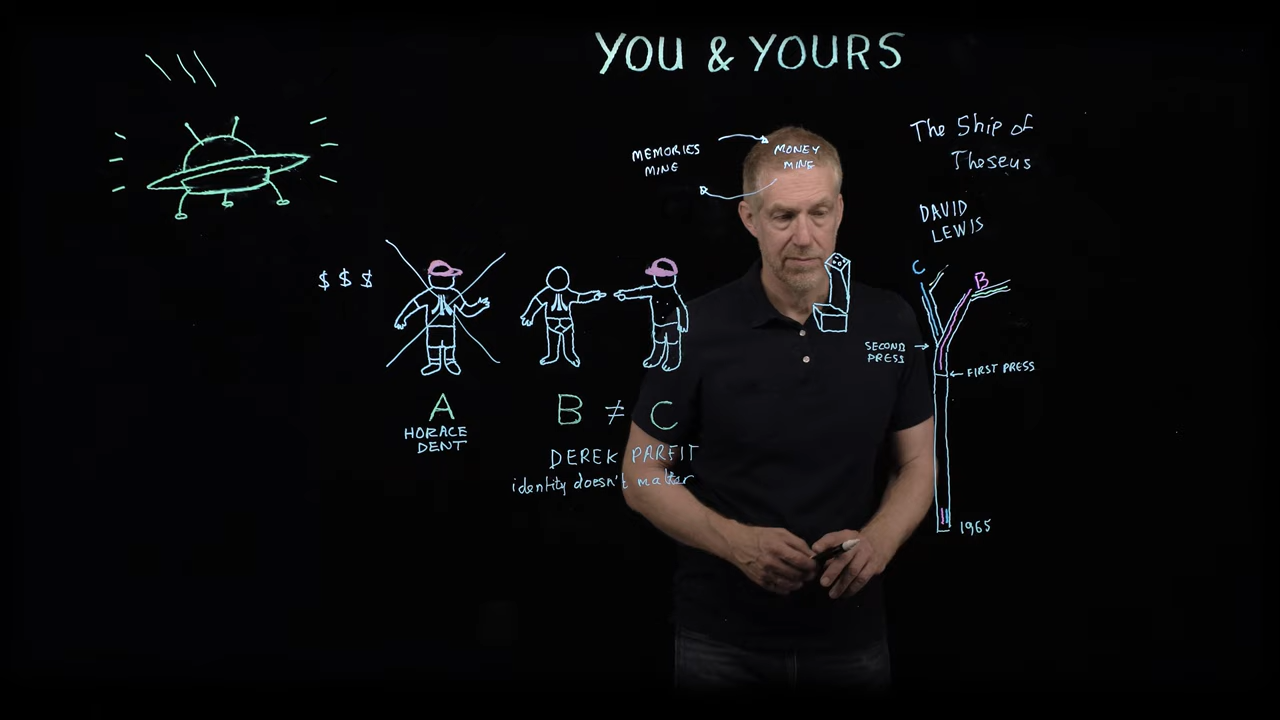 YOU & YOURS
MEMORIES
MINE
MONEY
MINE
The Ship of
Theseus
DAVID
LEWIS
$ $ $
C
B
SECOND
PRESS
FIRST PRESS
A
HORACE
DENT
B ≠ C
DEREK PARFIT
identity doesn't matter
1965